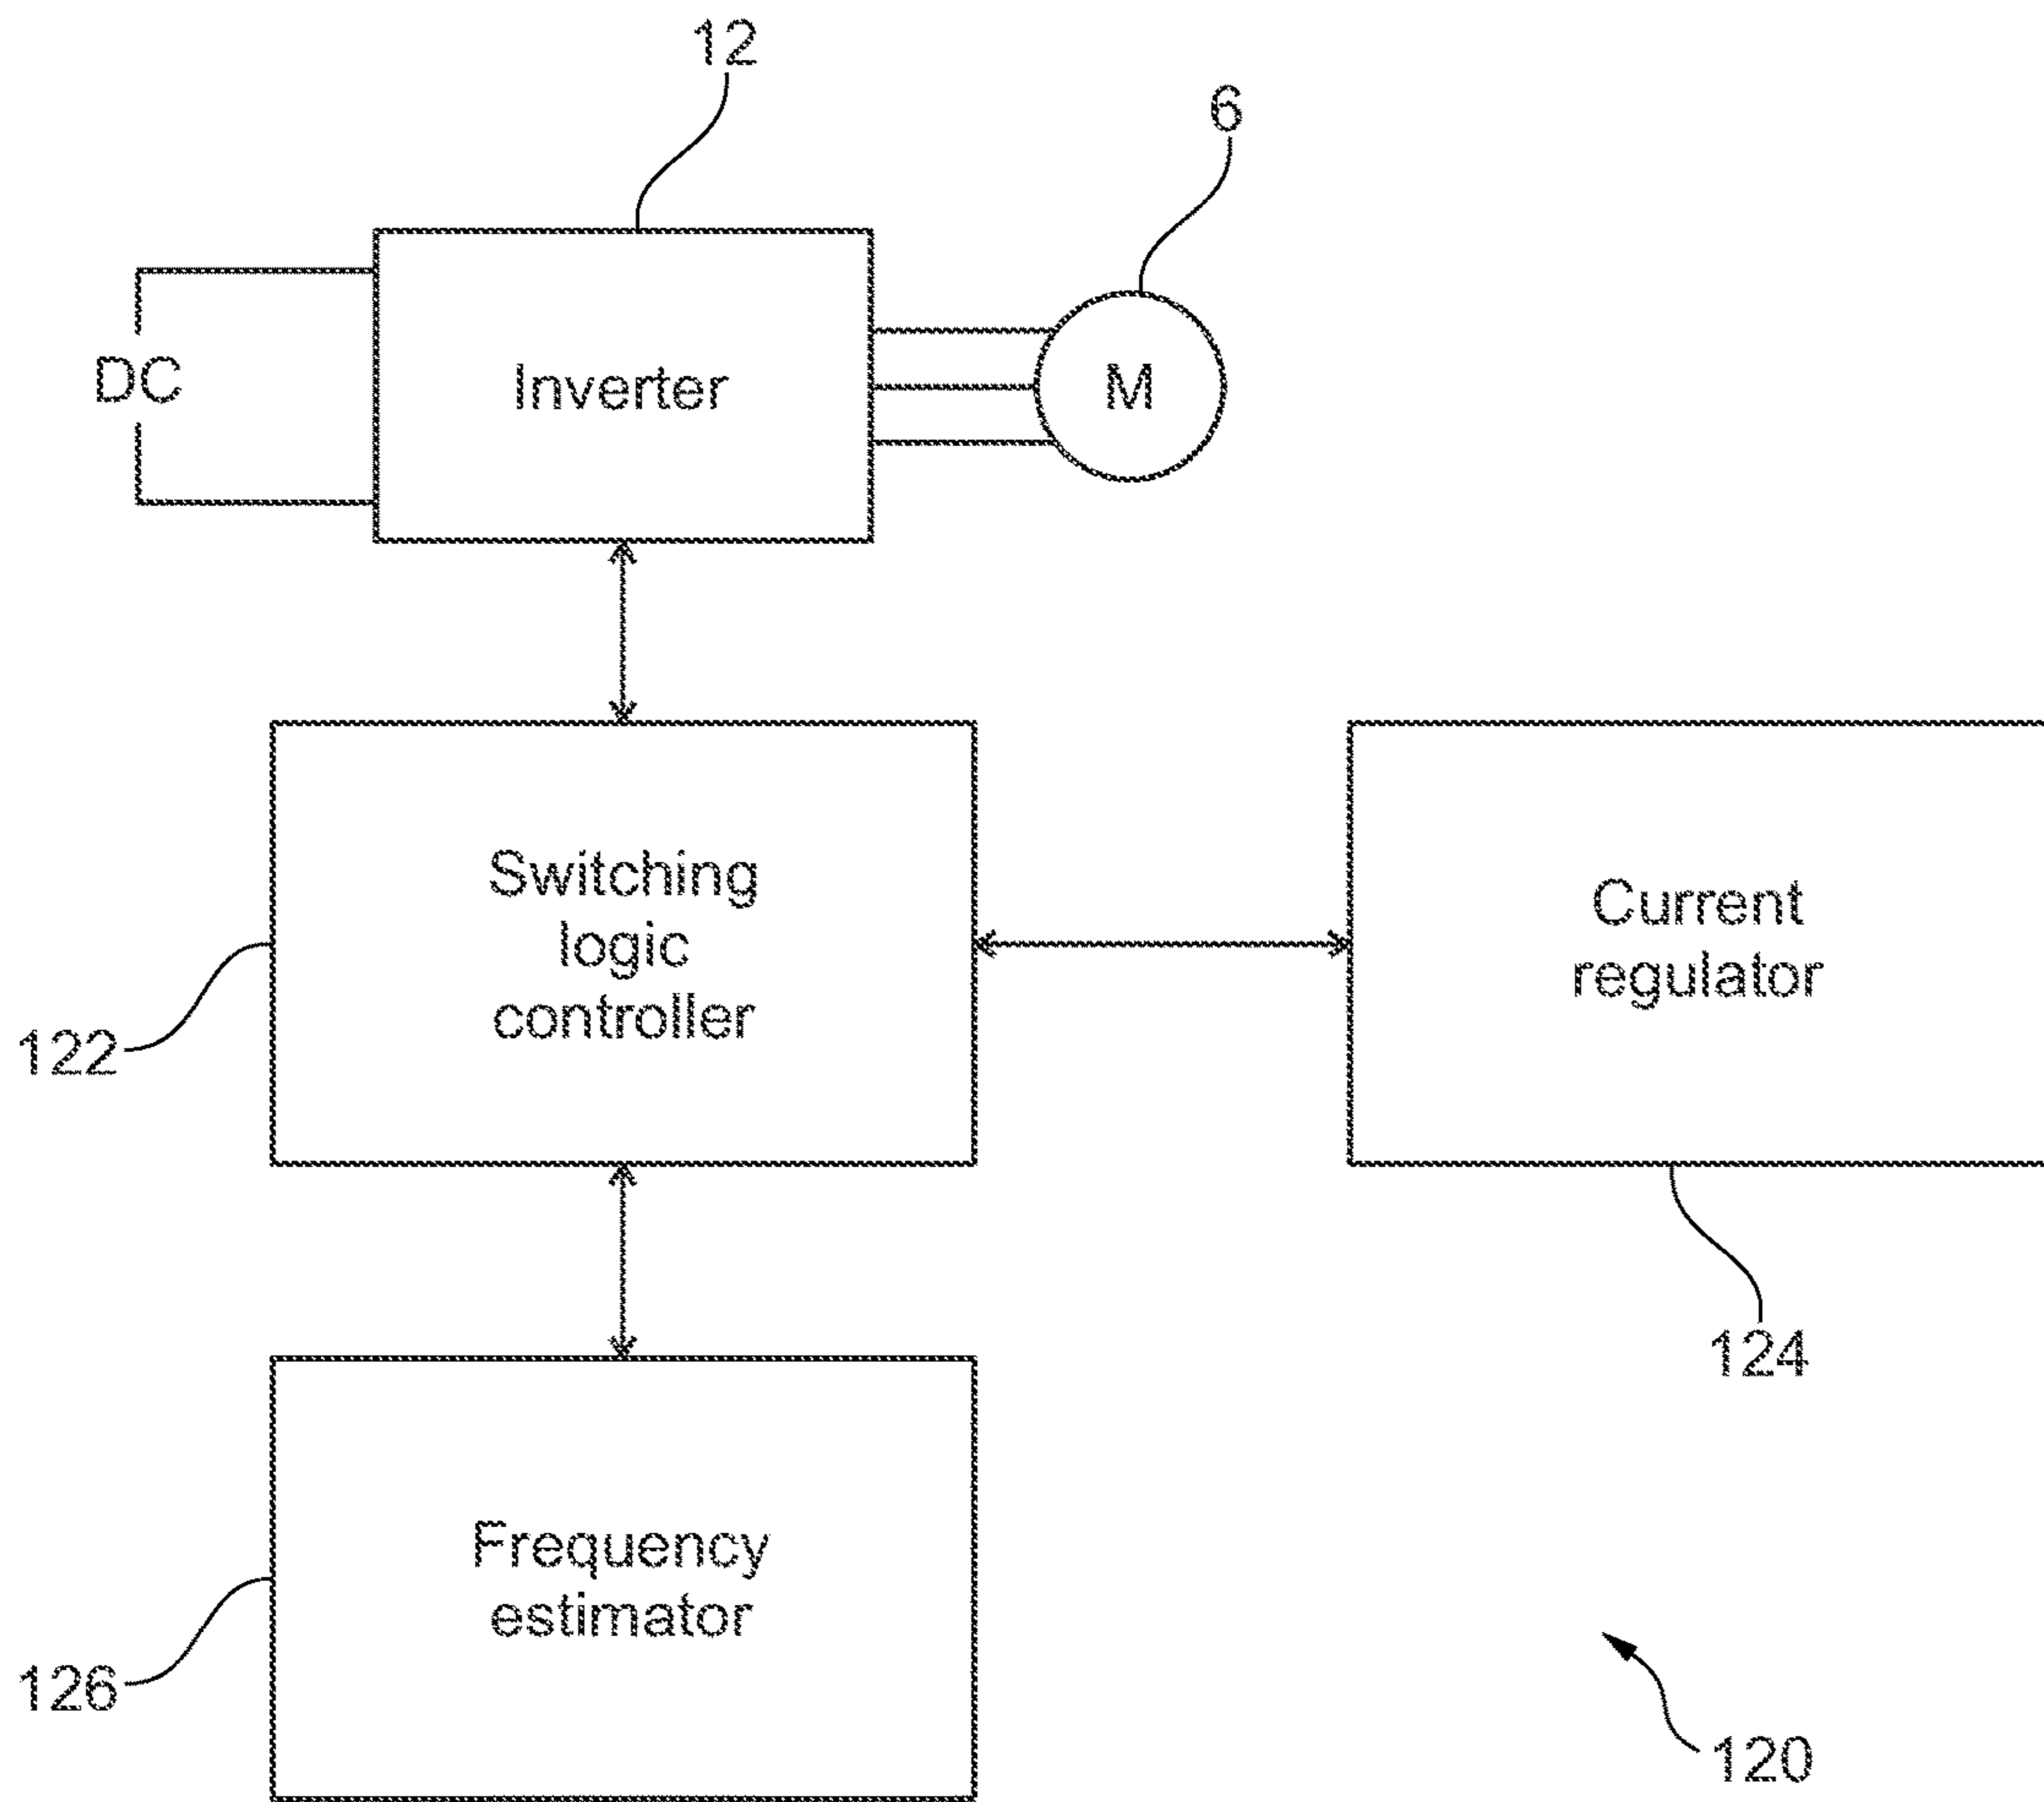 12
6
DC
Inverter
M
Switching
logic
controller
Current
regulator
122
124
Frequency
estimator
126
120